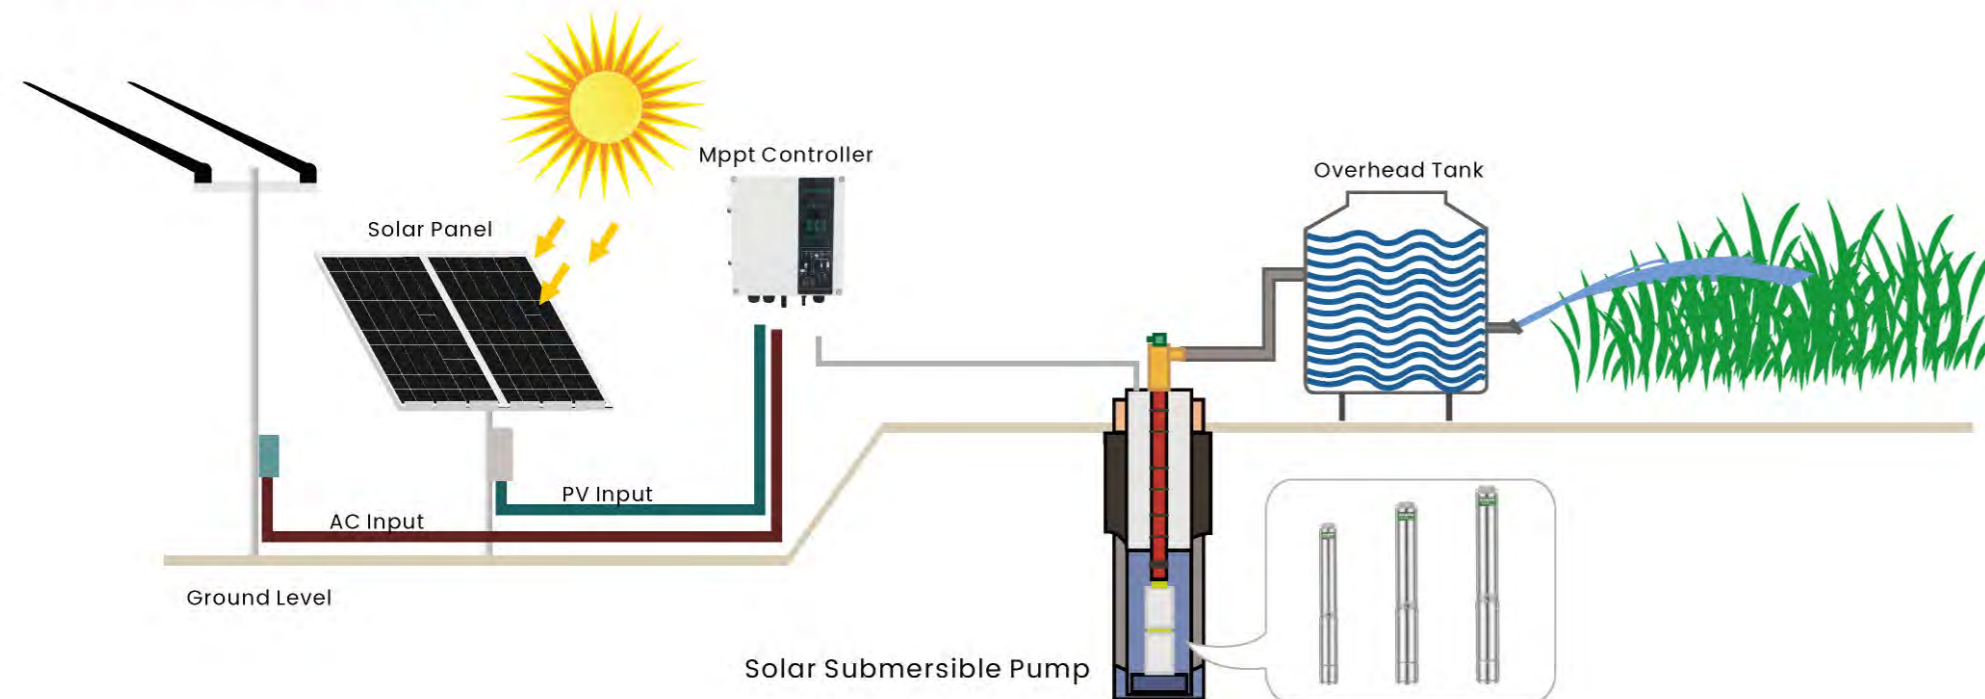 Mppt Controller
Overhead Tank
Solar Panel
PV Input
AC Input
Ground Level
Solar Submersible Pump